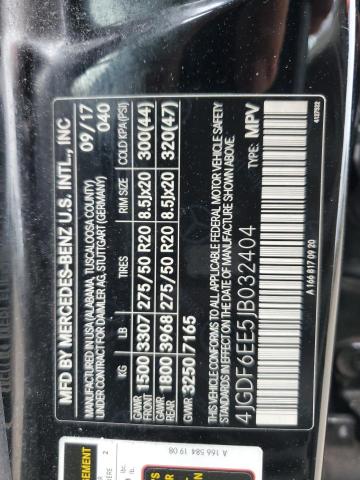 MFD BY MERCEDES-BENZ U.S. INTL., INC
MANUFACTURED IN USA (ALABAMA, TUSCALOOSA COUNTY) 09/17
UNDER CONTRACT FOR DAIMLER AG, STUTTGART (GERMANY) 040
KG LB TIRES RIM SIZE COLD KPA (PSI)
GAWR FRONT 1500 3307 275/50 R20 8.5Jx20 300(44)
GAWR REAR 1800 3968 275/50 R20 8.5Jx20 320(47)
GVWR 3250 7165
THIS VEHICLE CONFORMS TO ALL APPLICABLE FEDERAL MOTOR VEHICLE SAFETY
STANDARDS IN EFFECT ON THE DATE OF MANUFACTURE SHOWN ABOVE.
4JGDF6EE5JB032404 TYPE: MPV
A 166 817 09 20 4127322
A 166 584 19 08
2